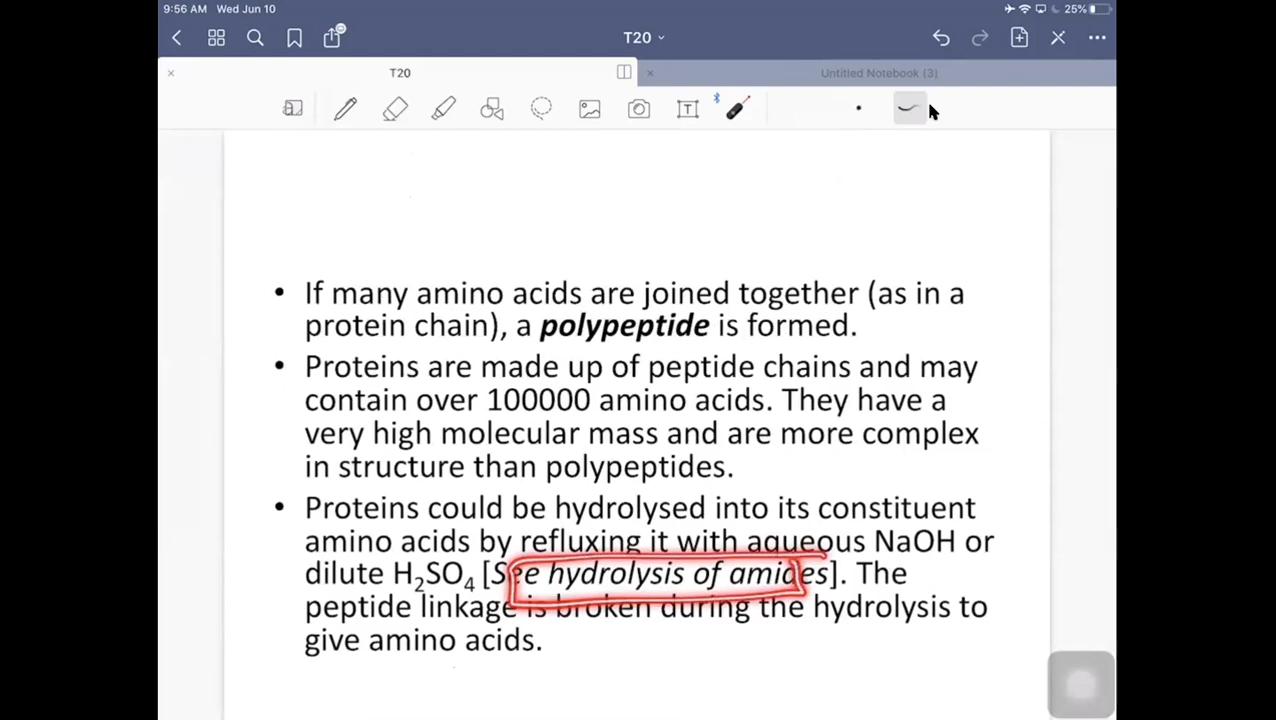 9:56 AM Wed Jun 10
25%
T20
T20
Untitled Notebook (3)
• If many amino acids are joined together (as in a
protein chain), a polypeptide is formed.
• Proteins are made up of peptide chains and may
contain over 100000 amino acids. They have a
very high molecular mass and are more complex
in structure than polypeptides.
• Proteins could be hydrolysed into its constituent
amino acids by refluxing it with aqueous NaOH or
dilute H₂SO₄ [See hydrolysis of amides]. The
peptide linkage is broken during the hydrolysis to
give amino acids.